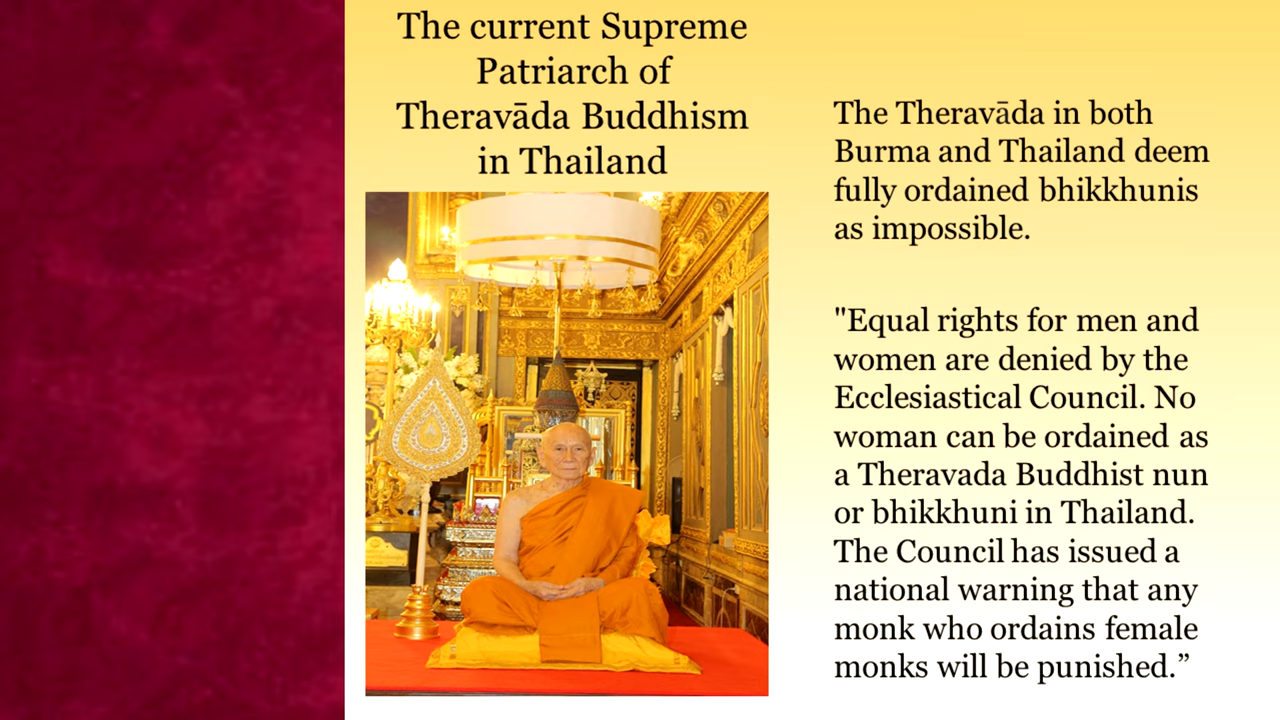 The current Supreme
Patriarch of
Theravāda Buddhism
in Thailand
The Theravāda in both
Burma and Thailand deem
fully ordained bhikkhunis
as impossible.
"Equal rights for men and
women are denied by the
Ecclesiastical Council. No
woman can be ordained as
a Theravada Buddhist nun
or bhikkhuni in Thailand.
The Council has issued a
national warning that any
monk who ordains female
monks will be punished.”